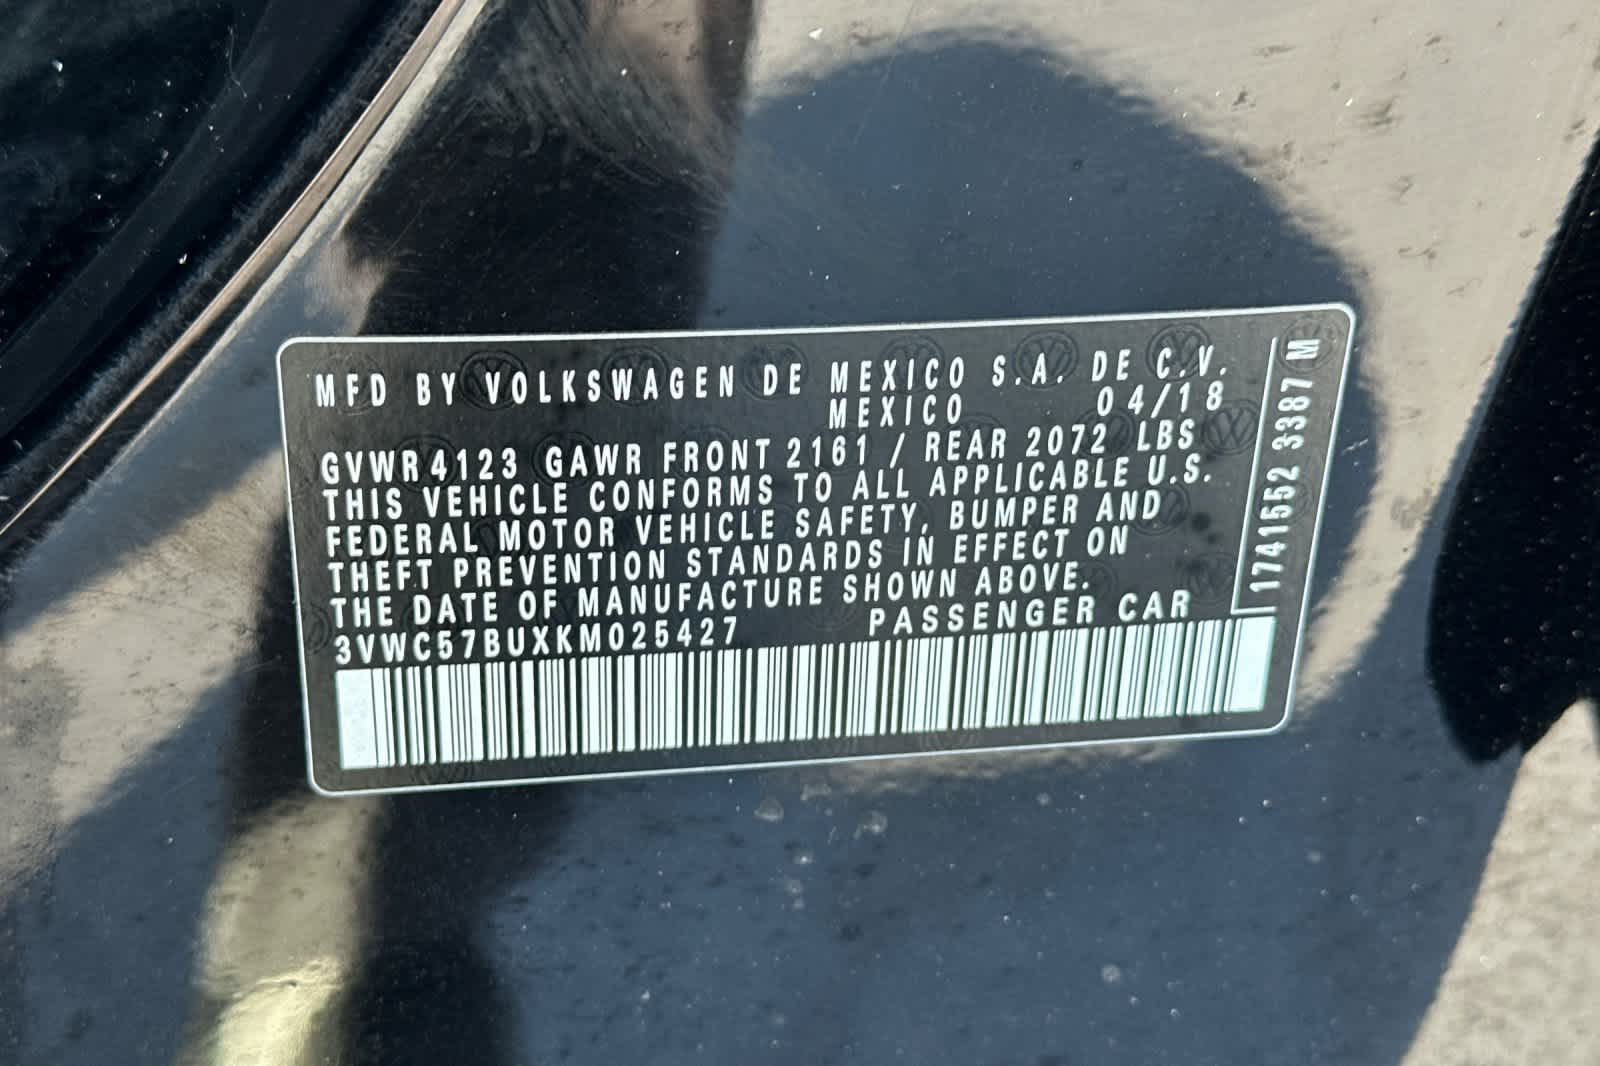 MFD BY VOLKSWAGEN DE MEXICO S.A. DE C.V.
MEXICO 04/18
GVWR 4123 GAWR FRONT 2161 / REAR 2072 LBS
THIS VEHICLE CONFORMS TO ALL APPLICABLE U.S.
FEDERAL MOTOR VEHICLE SAFETY, BUMPER AND
THEFT PREVENTION STANDARDS IN EFFECT ON
THE DATE OF MANUFACTURE SHOWN ABOVE.
3VWC57BUXKM025427 PASSENGER CAR
1741552 3387 M